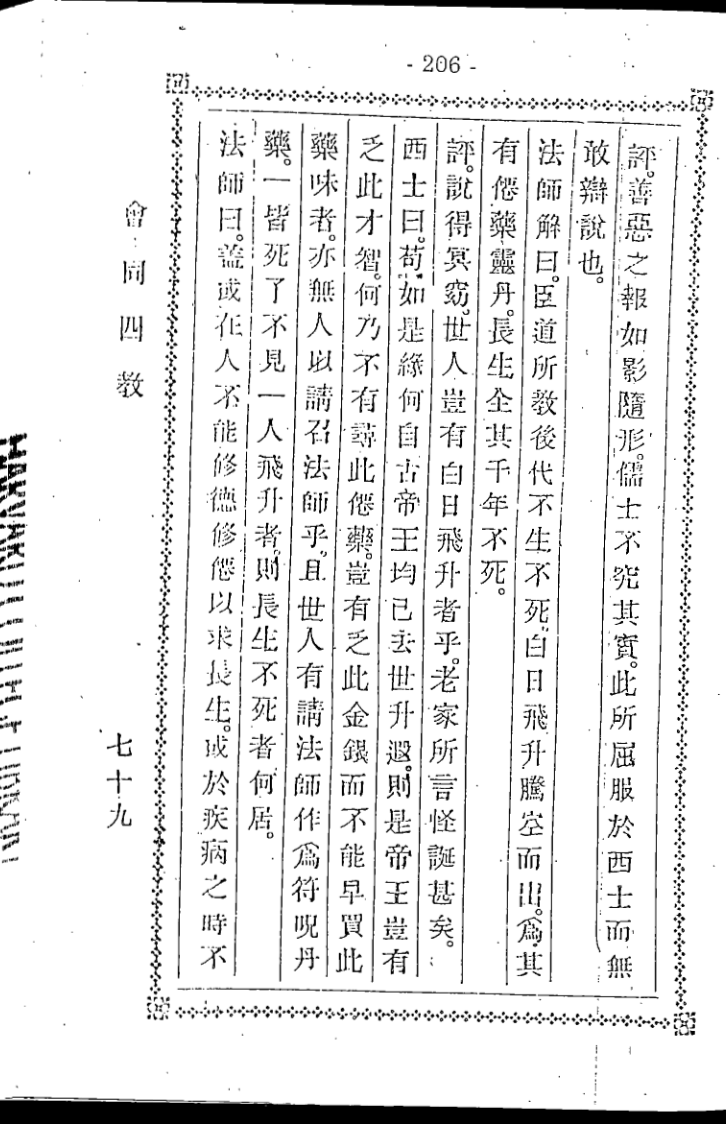 - 206 -
評。善惡之報如影隨形。儒士不究其實。此所屈服於西士而無
敢辯說也。
法師解曰。臣道所教後代不生不死。白日飛升騰空而出。爲其
有僊藥靈丹。長生全其千年不死。
評。說得冥窈。世人豈有白日飛升者乎。老家所言怪誕甚矣。
西士曰。苟如是緣何自古帝王均已去世升遐。則是帝王豈有
乏此才智。何乃不有尋此僊藥。豈有乏此金銀而不能早買此
藥味者。亦無人以請召法師乎。且世人有請法師作爲符呪丹
藥。一皆死了不見一人飛升者。則長生不死者何居。
法師曰。蓋或在人不能修德修僊以求長生。或於疾病之時不
會同四教
七十九